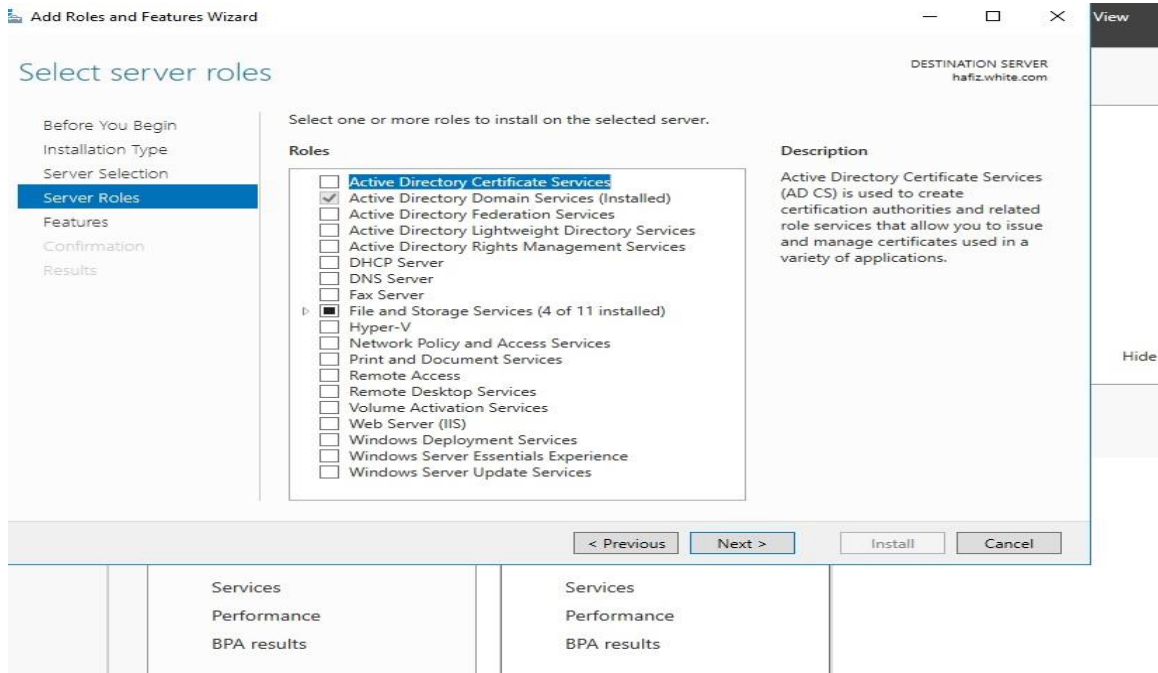 Add Roles and Features Wizard
View
Select server roles
DESTINATION SERVER
hafiz.white.com
Before You Begin
Installation Type
Server Selection
Server Roles
Features
Confirmation
Results
Select one or more roles to install on the selected server.
Roles
Active Directory Certificate Services
Active Directory Domain Services (Installed)
Active Directory Federation Services
Active Directory Lightweight Directory Services
Active Directory Rights Management Services
DHCP Server
DNS Server
Fax Server
File and Storage Services (4 of 11 installed)
Hyper-V
Network Policy and Access Services
Print and Document Services
Remote Access
Remote Desktop Services
Volume Activation Services
Web Server (IIS)
Windows Deployment Services
Windows Server Essentials Experience
Windows Server Update Services
Description
Active Directory Certificate Services
(AD CS) is used to create
certification authorities and related
role services that allow you to issue
and manage certificates used in a
variety of applications.
Hide
< Previous
Next >
Install
Cancel
Services
Performance
BPA results
Services
Performance
BPA results